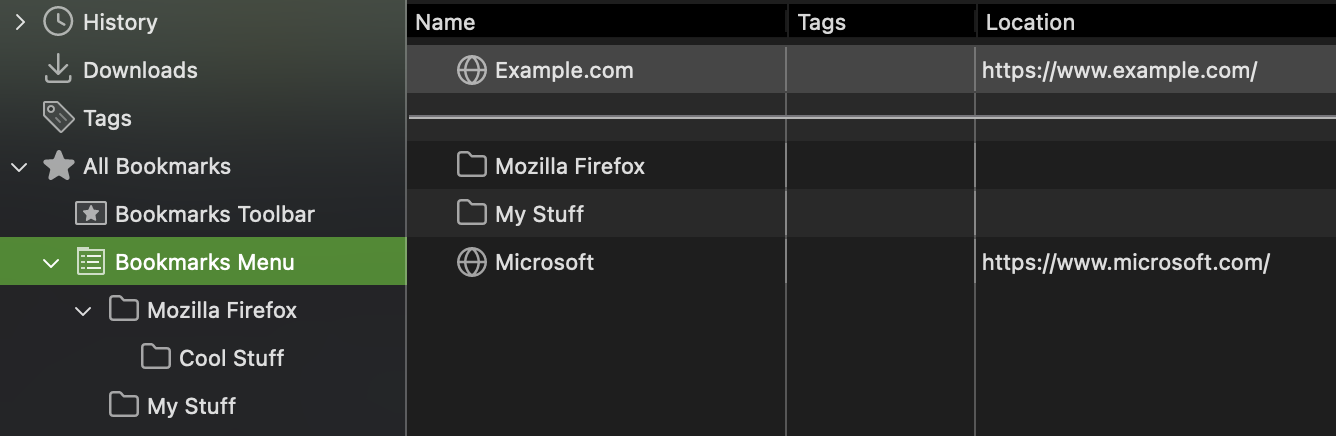 History
Downloads
Tags
All Bookmarks
Bookmarks Toolbar
Bookmarks Menu
Mozilla Firefox
Cool Stuff
My Stuff
Name Tags Location
Example.com https://www.example.com/
Mozilla Firefox
My Stuff
Microsoft https://www.microsoft.com/